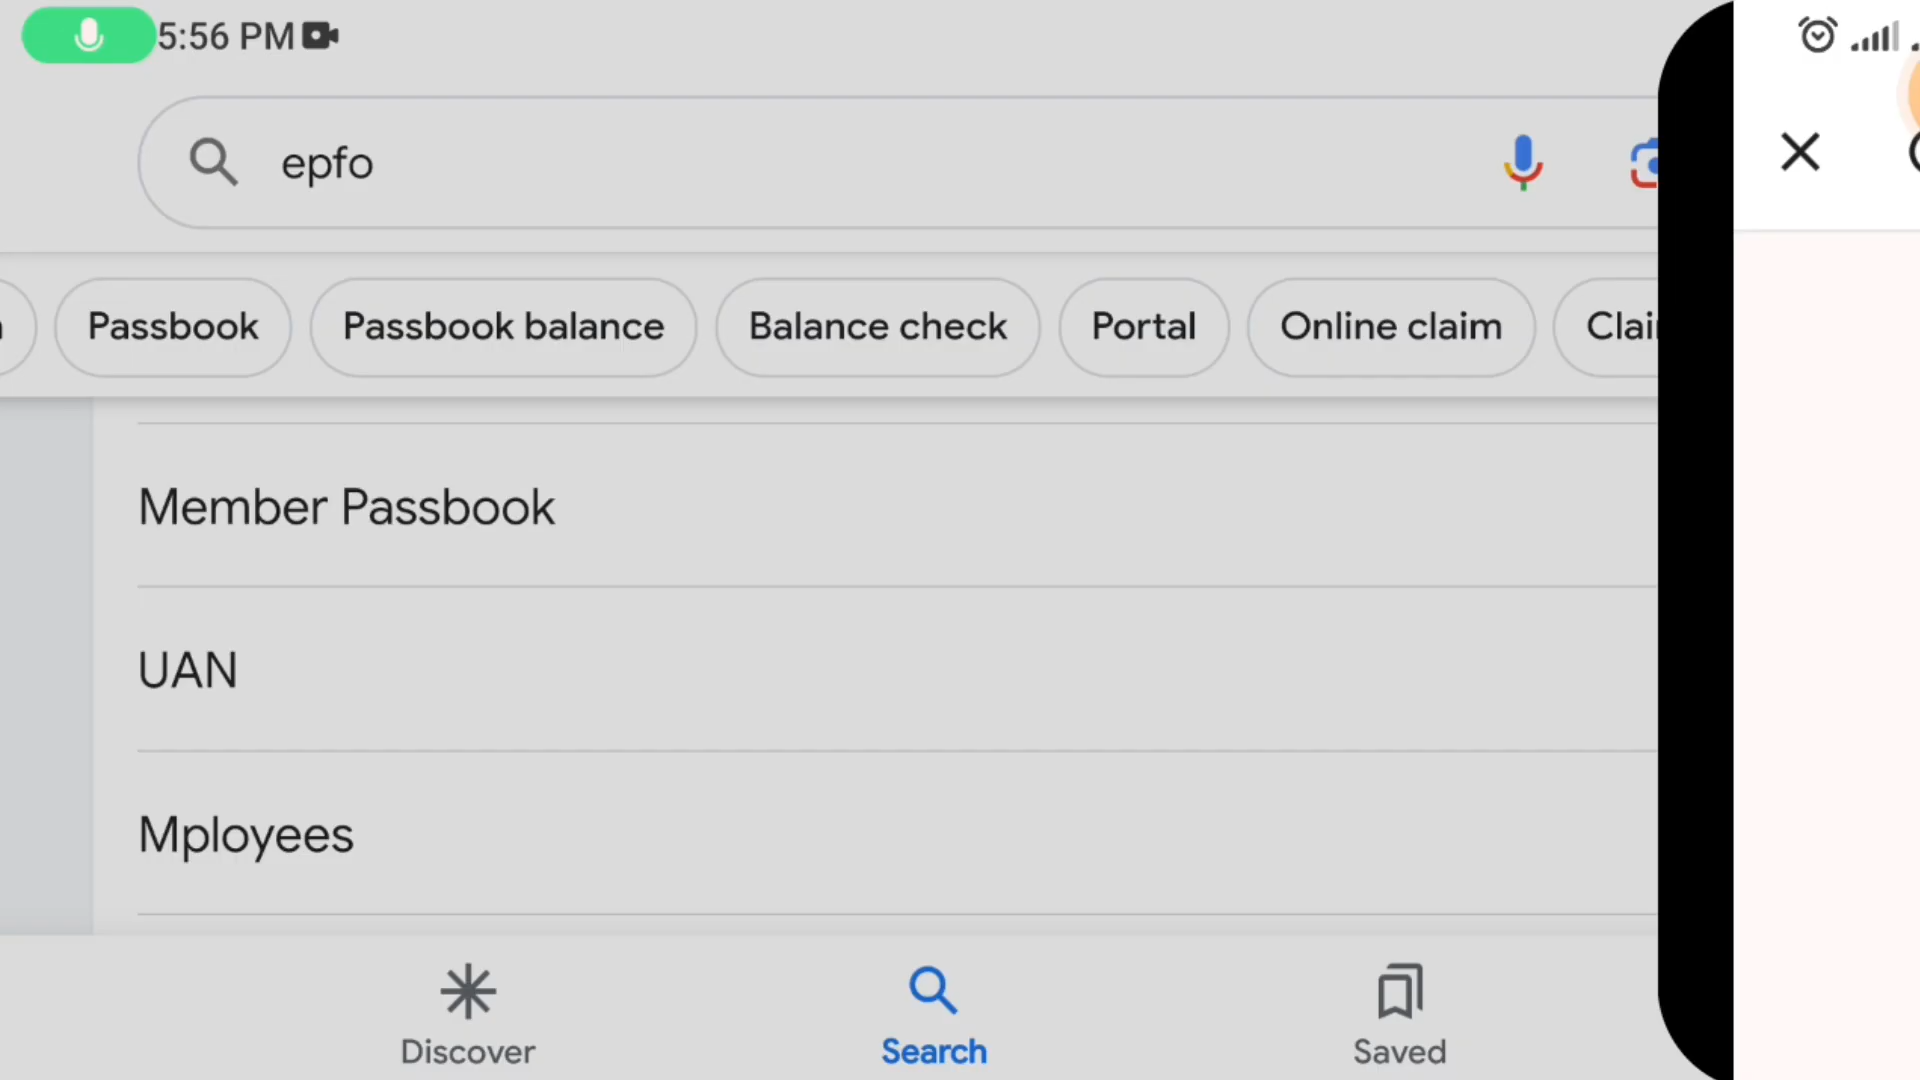 5:56 PM
epfo
Passbook Passbook balance Balance check Portal Online claim Clai
Member Passbook
UAN
Mployees
Discover Search Saved